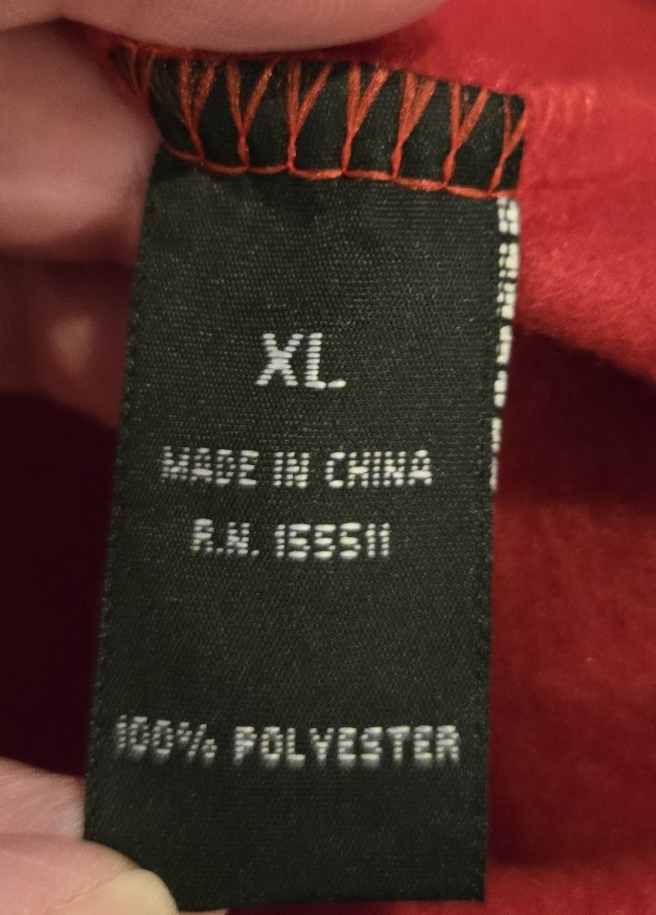 XL
MADE IN CHINA
R.N. 155511
100% POLYESTER